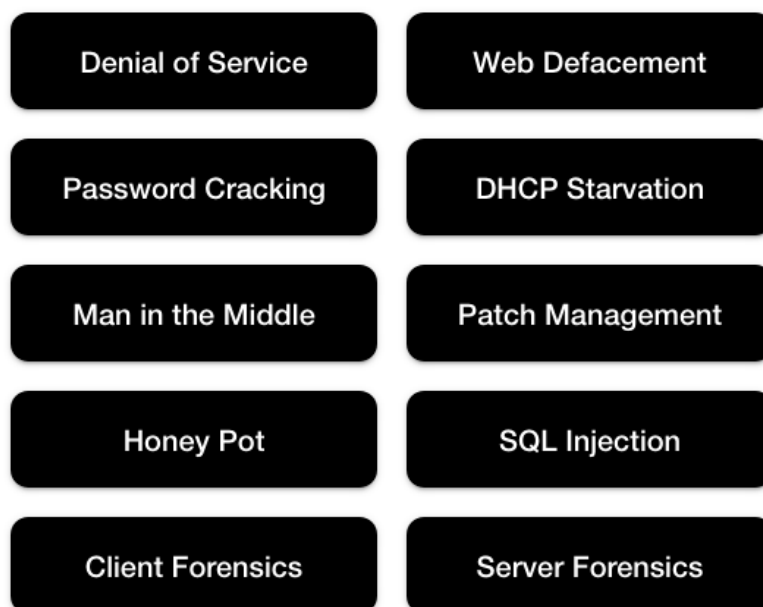 Denial of Service
Web Defacement
Password Cracking
DHCP Starvation
Man in the Middle
Patch Management
Honey Pot
SQL Injection
Client Forensics
Server Forensics